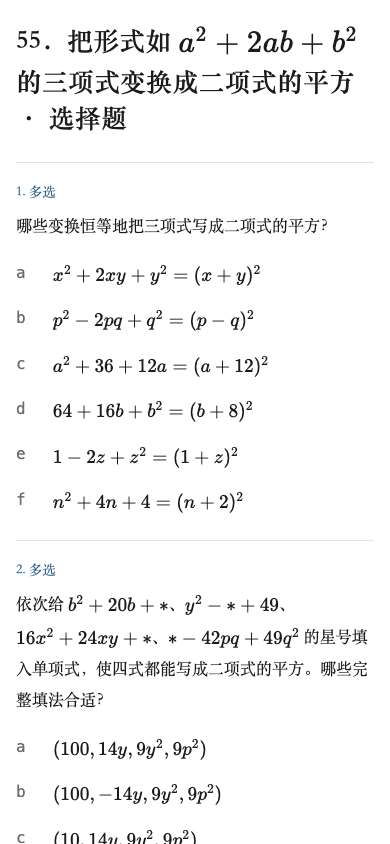 55. 把形式如 a² + 2ab + b²
的三项式变换成二项式的平方
· 选择题
1. 多选
哪些变换恒等地把三项式写成二项式的平方?
a x² + 2xy + y² = (x + y)²
b p² − 2pq + q² = (p − q)²
c a² + 36 + 12a = (a + 12)²
d 64 + 16b + b² = (b + 8)²
e 1 − 2z + z² = (1 + z)²
f n² + 4n + 4 = (n + 2)²
2. 多选
依次给 b² + 20b + ∗、y² − ∗ + 49、
16x² + 24xy + ∗、∗ − 42pq + 49q² 的星号填
入单项式，使四式都能写成二项式的平方。哪些完
整填法合适?
a (100, 14y, 9y², 9p²)
b (100, −14y, 9y², 9p²)
c (10, 14y, 9y², 9p²)